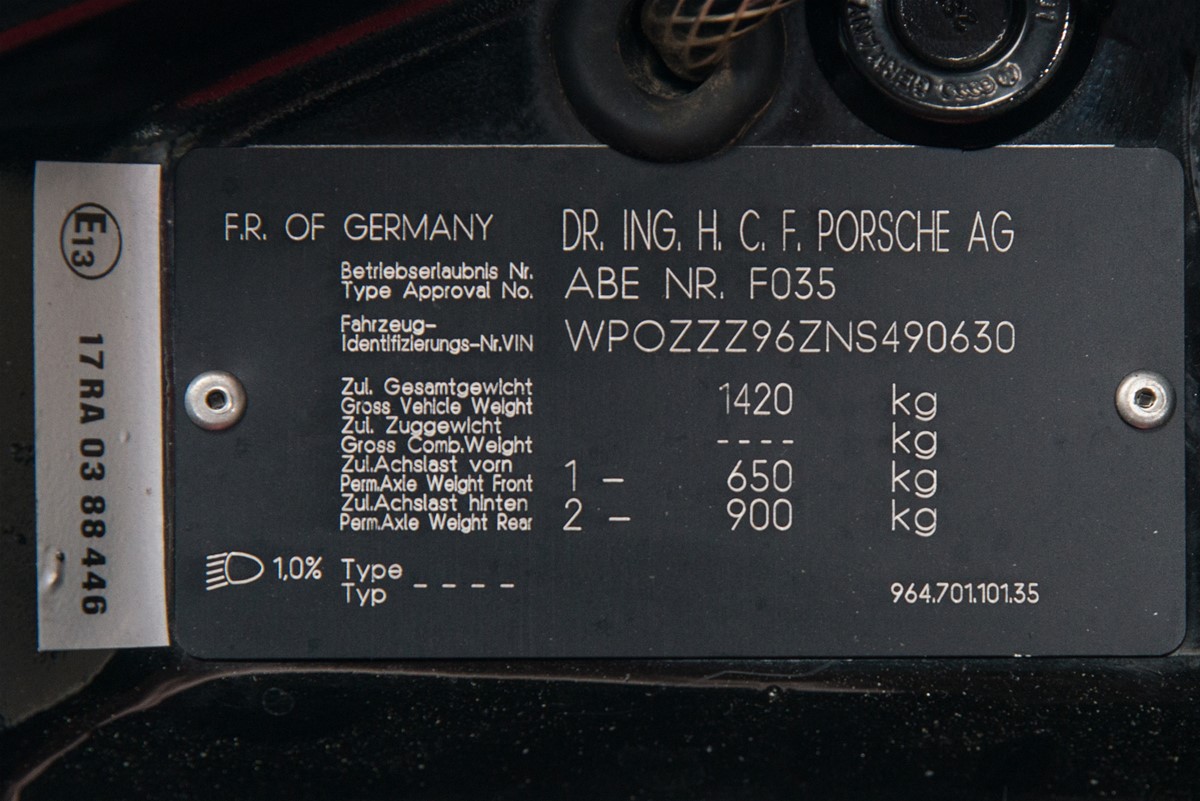 GERMANY
E13
17 RA 03 88446
F.R. OF GERMANY DR. ING. H. C. F. PORSCHE AG
Betriebserlaubnis Nr.
Type Approval No. ABE NR. F035
Fahrzeug-
Identifizierungs-Nr.VIN WPOZZZ96ZNS490630
Zul. Gesamtgewicht
Gross Vehicle Weight 1420 kg
Zul. Zuggewicht
Gross Comb.Weight ---- kg
Zul.Achslast vorn
Perm.Axle Weight Front 1 - 650 kg
Zul.Achslast hinten
Perm.Axle Weight Rear 2 - 900 kg
1,0% Type
Typ ----
964.701.101.35